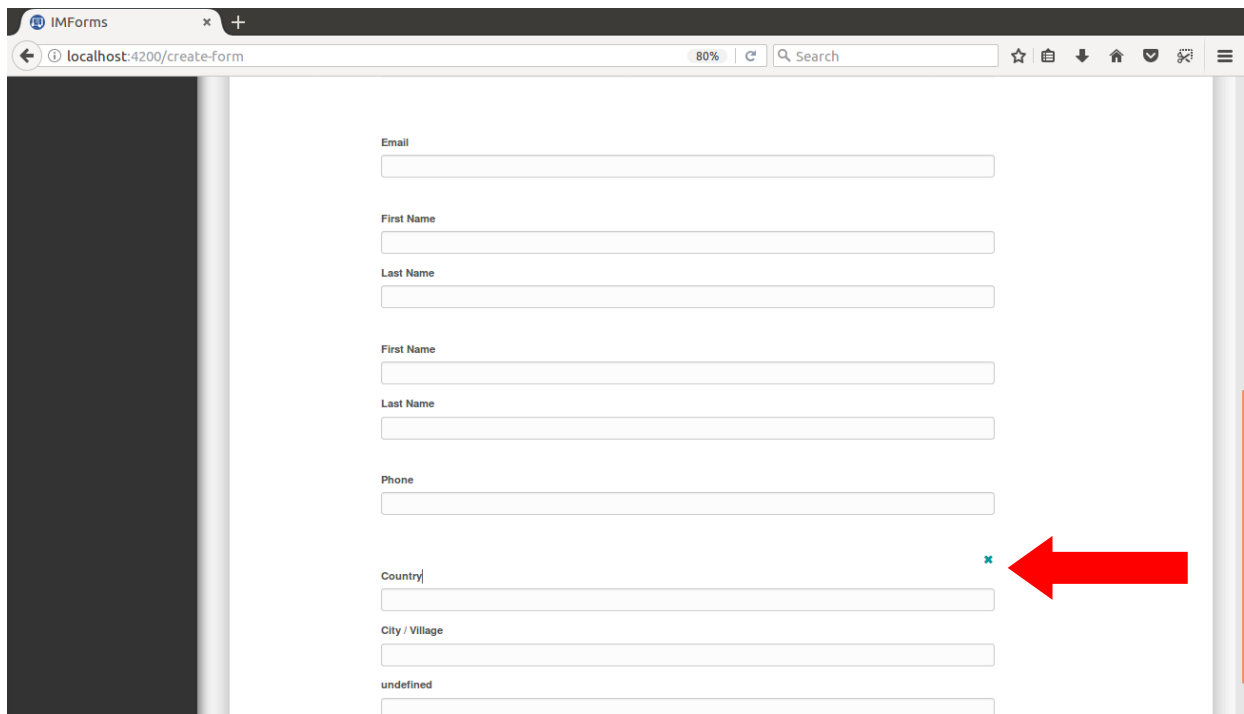 IMForms
localhost:4200/create-form 80% Search
Email
First Name
Last Name
First Name
Last Name
Phone
Country
City / Village
undefined